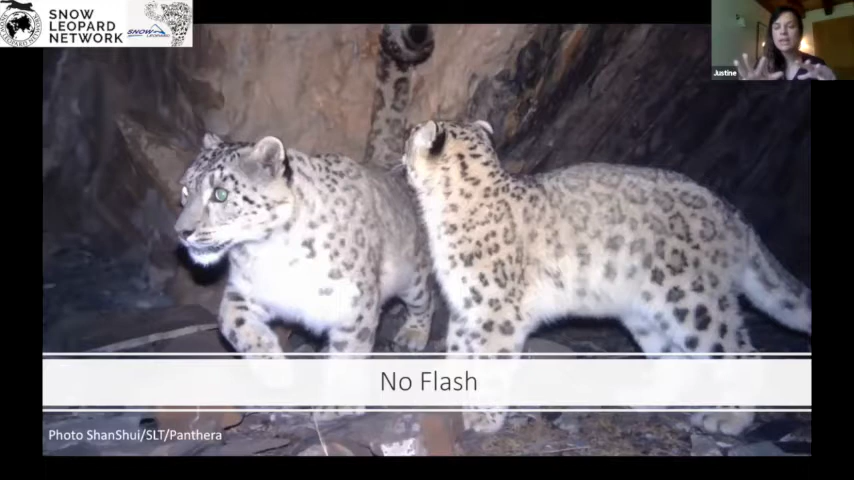 SNOW
LEOPARD
NETWORK
SNOW
Justine
No Flash
Photo ShanShui/SLT/Panthera